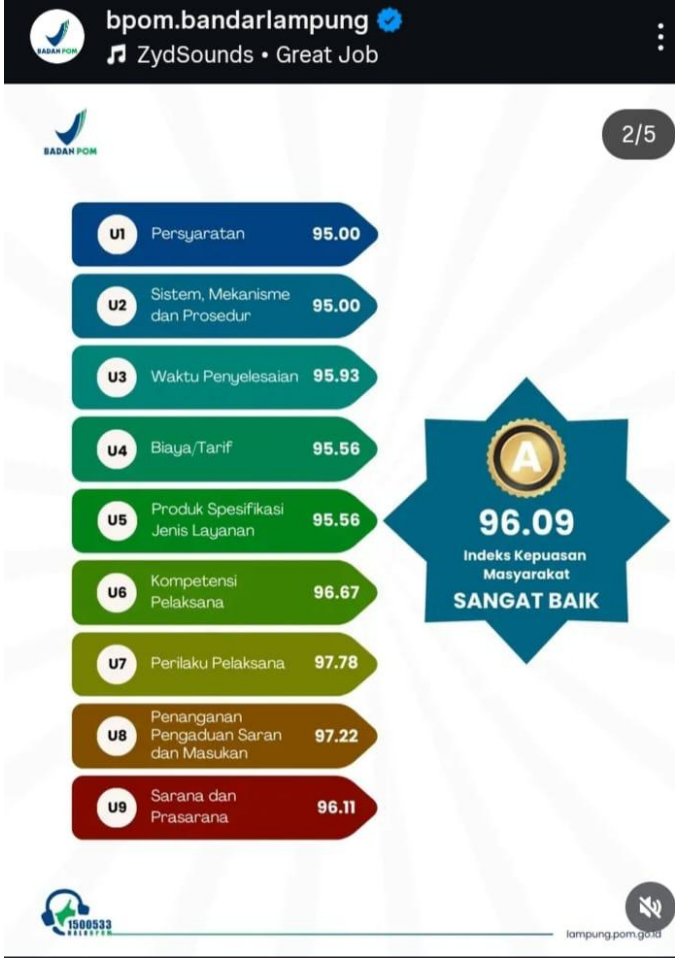 bpom.bandarlampung
ZydSounds • Great Job
BADAN POM
BADAN POM
2/5
U1 Persyaratan 95.00
U2 Sistem, Mekanisme
dan Prosedur 95.00
U3 Waktu Penyelesaian 95.93
U4 Biaya/Tarif 95.56
U5 Produk Spesifikasi
Jenis Layanan 95.56
U6 Kompetensi
Pelaksana 96.67
U7 Perilaku Pelaksana 97.78
U8 Penanganan
Pengaduan Saran
dan Masukan 97.22
U9 Sarana dan
Prasarana 96.11
A
96.09
Indeks Kepuasan
Masyarakat
SANGAT BAIK
1500533
HALOBPOM
lampung.pom.go.id